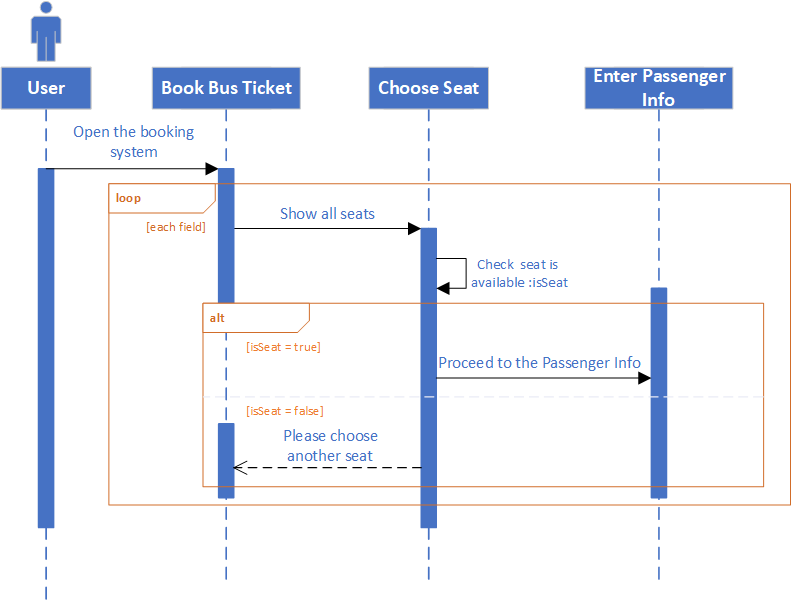 User
Book Bus Ticket
Choose Seat
Enter Passenger
Info
Open the booking
system
loop
[each field]
Show all seats
Check  seat is
available :isSeat
alt
[isSeat = true]
Proceed to the Passenger Info
[isSeat = false]
Please choose
another seat